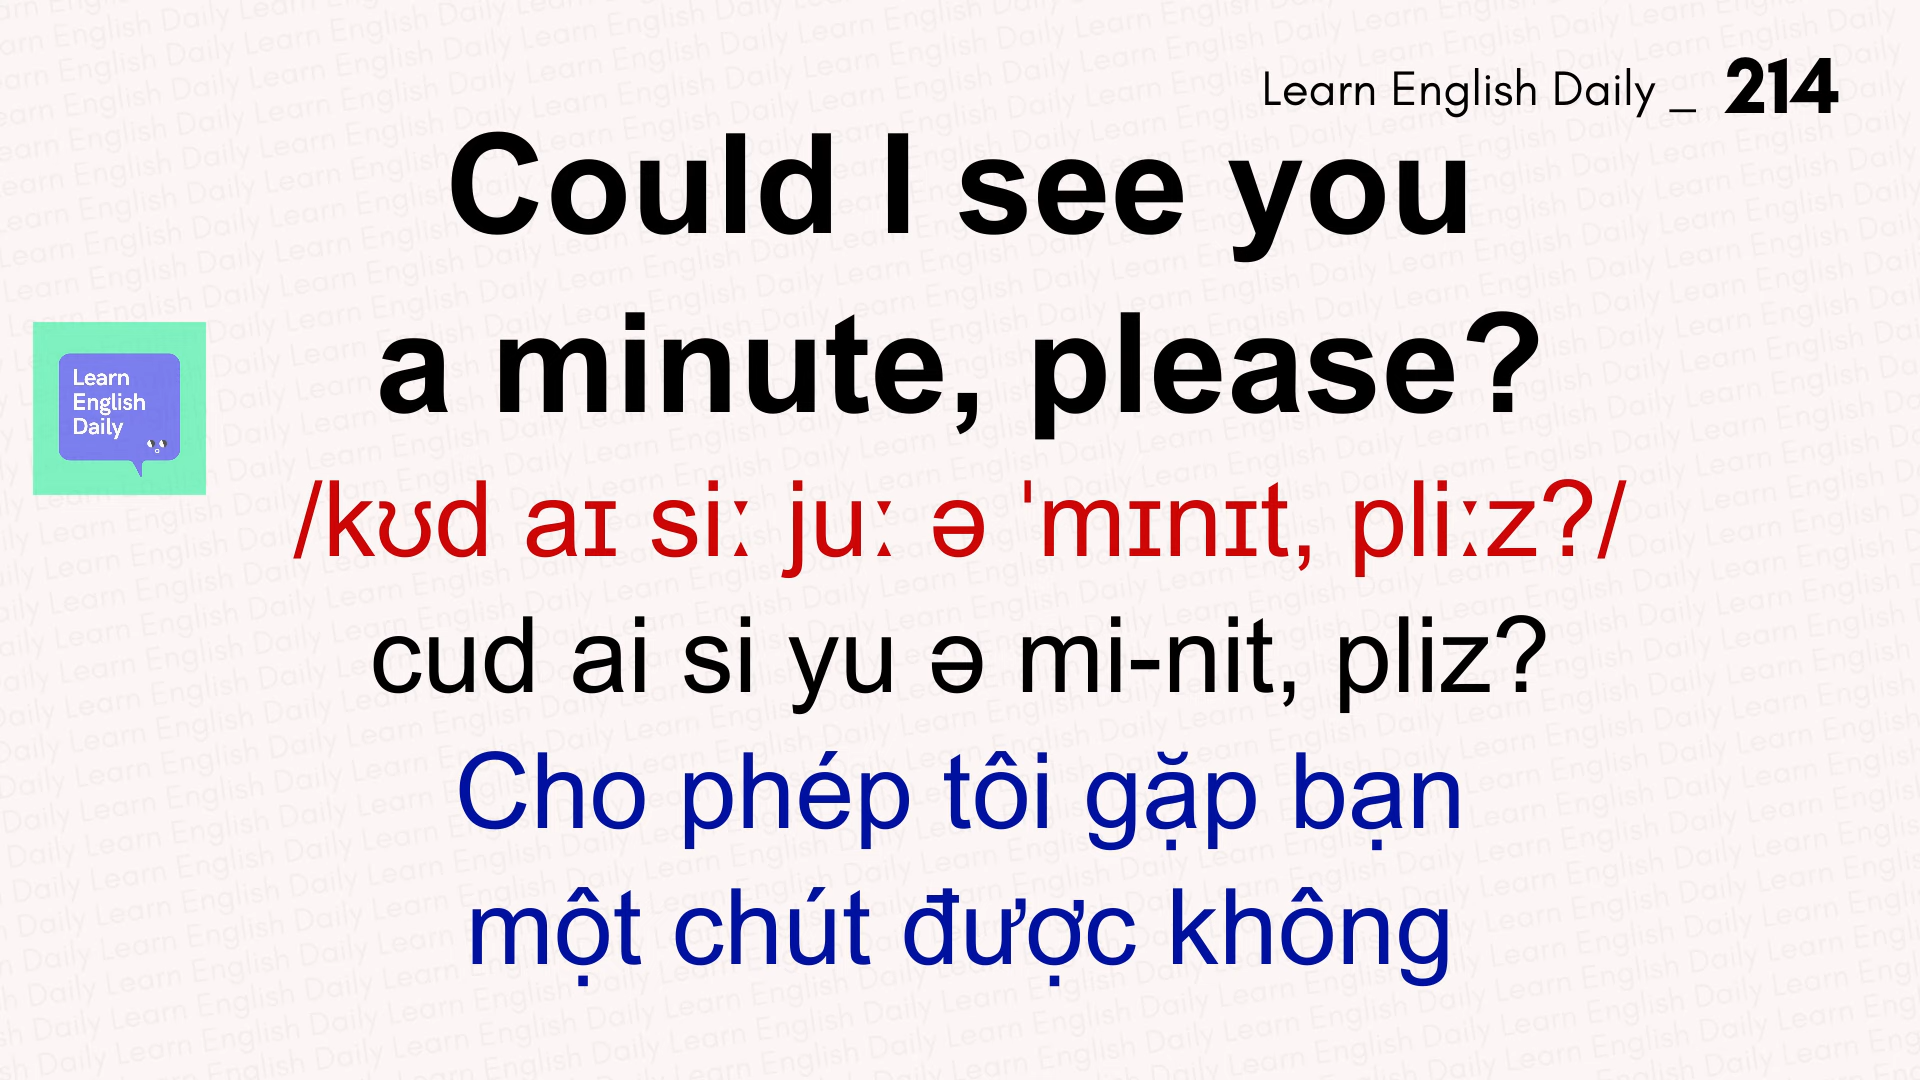 Learn English Daily _ 214
Could I see you
a minute, please?
Learn
English
Daily
/kʊd aɪ siː juː ə ˈmɪnɪt, pliːz?/
cud ai si yu ə mi-nit, pliz?
Cho phép tôi gặp bạn
một chút được không